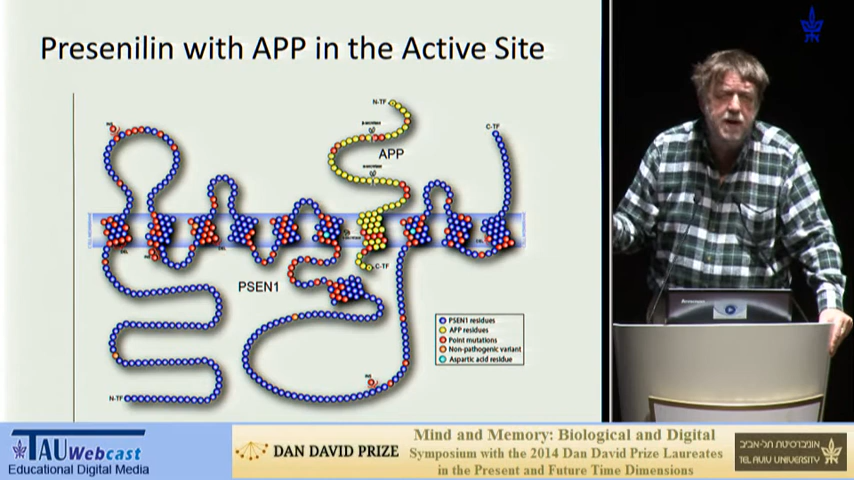 Presenilin with APP in the Active Site
N-TF
C-TF
APP
C-TF
PSEN1
N-TF
PSEN1 residues
APP residues
Point mutations
Non-pathogenic variant
Aspartic acid residue
TAU Webcast
Educational Digital Media
DAN DAVID PRIZE
Mind and Memory: Biological and Digital
Symposium with the 2014 Dan David Prize Laureates
in the Present and Future Time Dimensions
אוניברסיטת תל-אביב
TEL AVIV UNIVERSITY